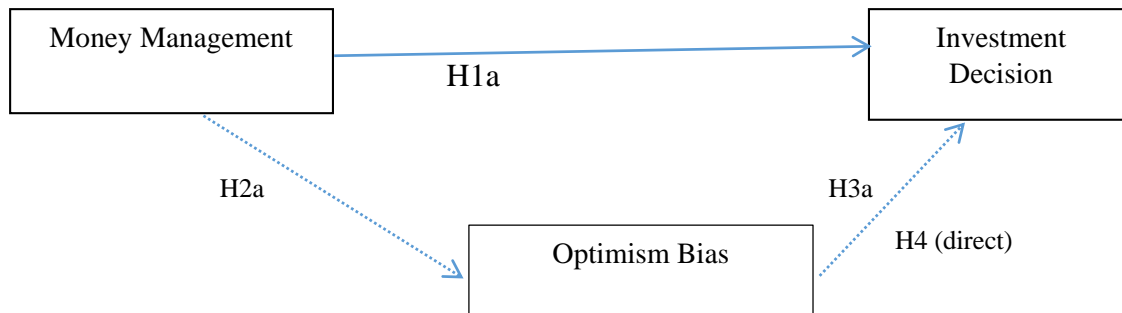 Money Management
Investment
Decision
H1a
H2a
H3a
H4 (direct)
Optimism Bias